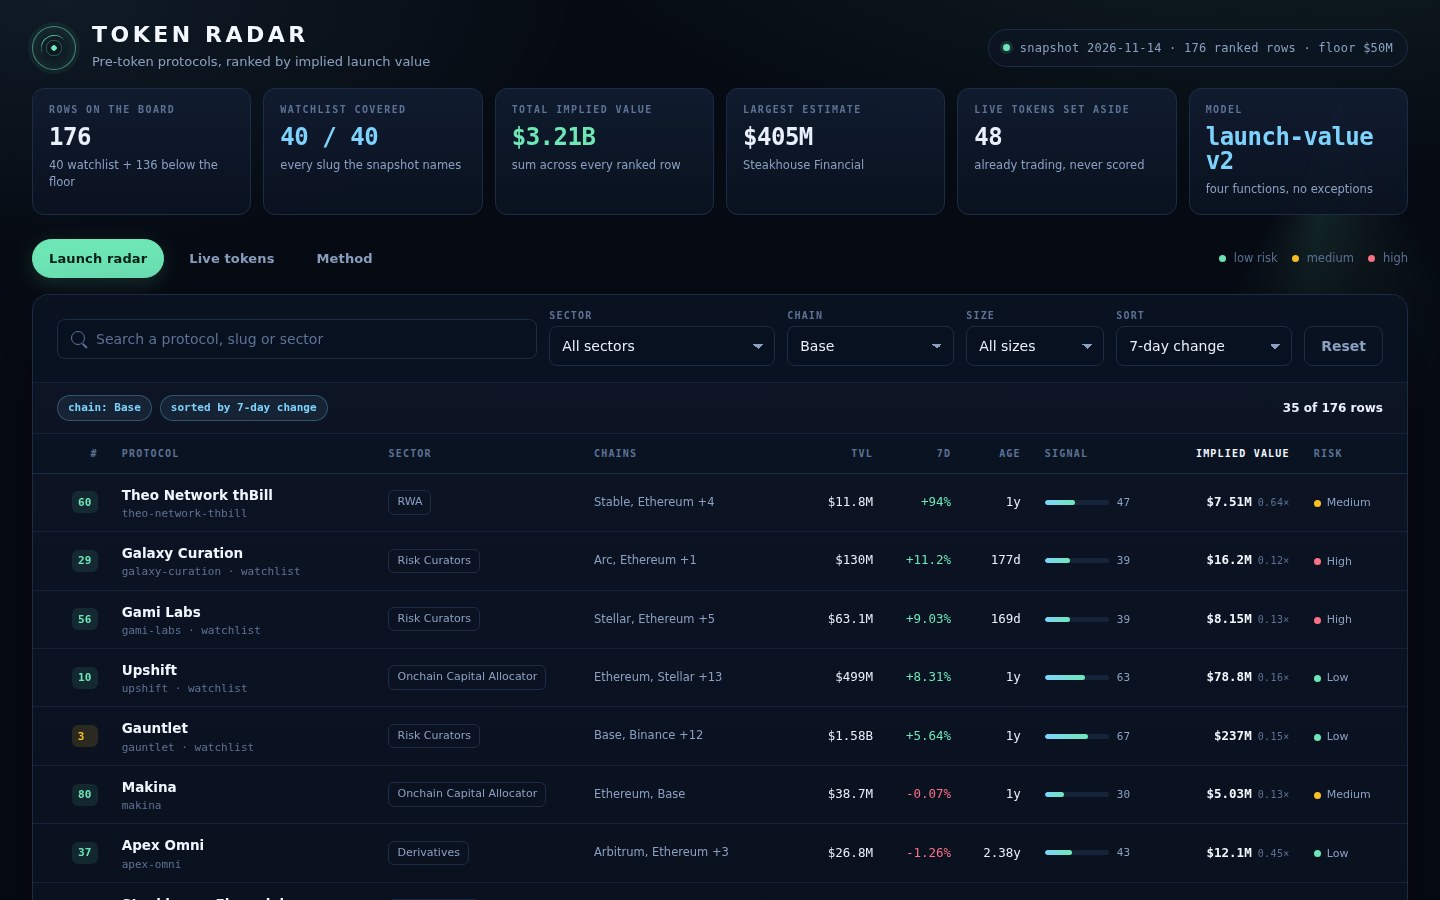 TOKEN RADAR
Pre-token protocols, ranked by implied launch value
snapshot 2026-11-14 · 176 ranked rows · floor $50M
ROWS ON THE BOARD
176
40 watchlist + 136 below the
floor
WATCHLIST COVERED
40 / 40
every slug the snapshot names
TOTAL IMPLIED VALUE
$3.21B
sum across every ranked row
LARGEST ESTIMATE
$405M
Steakhouse Financial
LIVE TOKENS SET ASIDE
48
already trading, never scored
MODEL
launch-value
v2
four functions, no exceptions
Launch radar Live tokens Method
low risk medium high
SECTOR CHAIN SIZE SORT
Search a protocol, slug or sector All sectors Base All sizes 7-day change Reset
chain: Base sorted by 7-day change 35 of 176 rows
# PROTOCOL SECTOR CHAINS TVL 7D AGE SIGNAL IMPLIED VALUE RISK
60 Theo Network thBill RWA Stable, Ethereum +4 $11.8M +94% 1y 47 $7.51M 0.64× Medium
theo-network-thbill
29 Galaxy Curation Risk Curators Arc, Ethereum +1 $130M +11.2% 177d 39 $16.2M 0.12× High
galaxy-curation · watchlist
56 Gami Labs Risk Curators Stellar, Ethereum +5 $63.1M +9.03% 169d 39 $8.15M 0.13× High
gami-labs · watchlist
10 Upshift Onchain Capital Allocator Ethereum, Stellar +13 $499M +8.31% 1y 63 $78.8M 0.16× Low
upshift · watchlist
3 Gauntlet Risk Curators Base, Binance +12 $1.58B +5.64% 1y 67 $237M 0.15× Low
gauntlet · watchlist
80 Makina Onchain Capital Allocator Ethereum, Base $38.7M -0.07% 1y 30 $5.03M 0.13× Medium
makina
37 Apex Omni Derivatives Arbitrum, Ethereum +3 $26.8M -1.26% 2.38y 43 $12.1M 0.45× Low
apex-omni